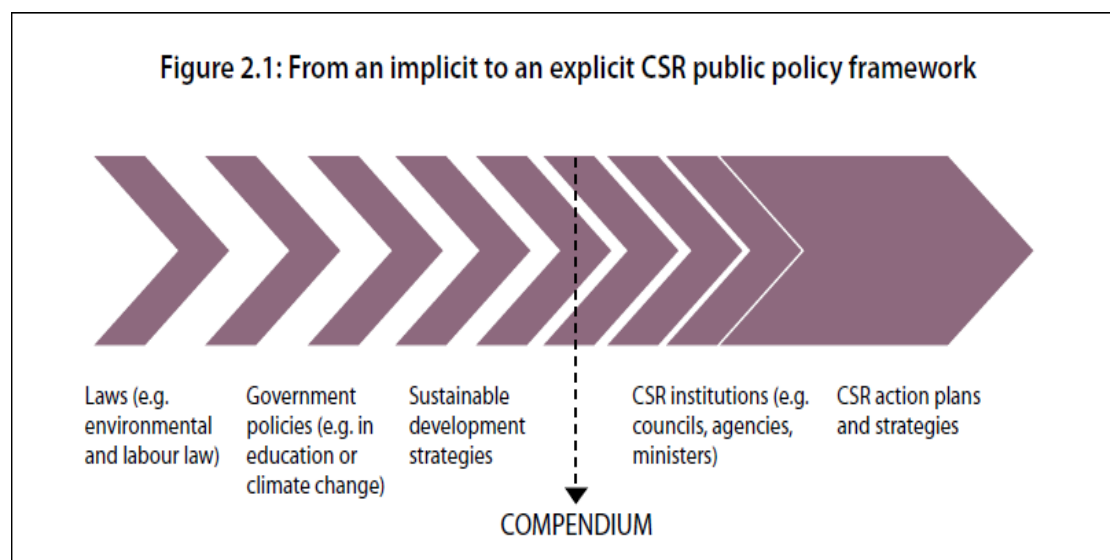 Figure 2.1: From an implicit to an explicit CSR public policy framework
Laws (e.g.
environmental
and labour law)
Government
policies (e.g. in
education or
climate change)
Sustainable
development
strategies
CSR institutions (e.g.
councils, agencies,
ministers)
CSR action plans
and strategies
COMPENDIUM